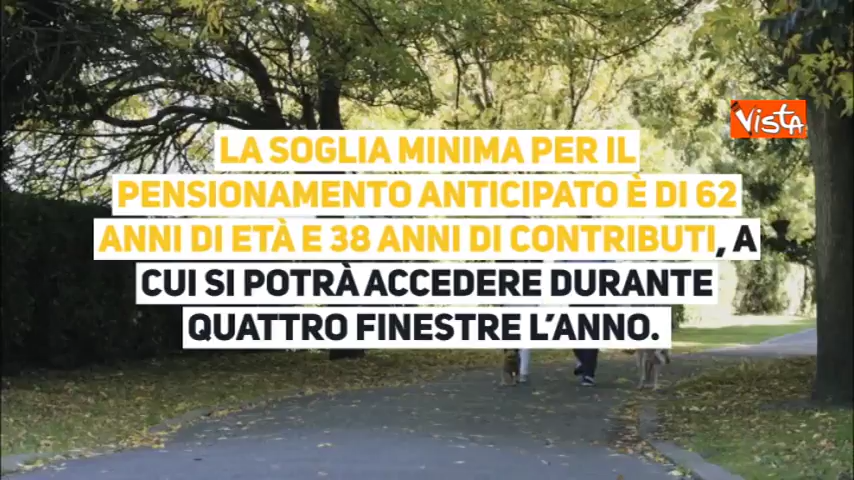 VISTA
LA SOGLIA MINIMA PER IL
PENSIONAMENTO ANTICIPATO È DI 62
ANNI DI ETÀ E 38 ANNI DI CONTRIBUTI, A
CUI SI POTRÀ ACCEDERE DURANTE
QUATTRO FINESTRE L’ANNO.